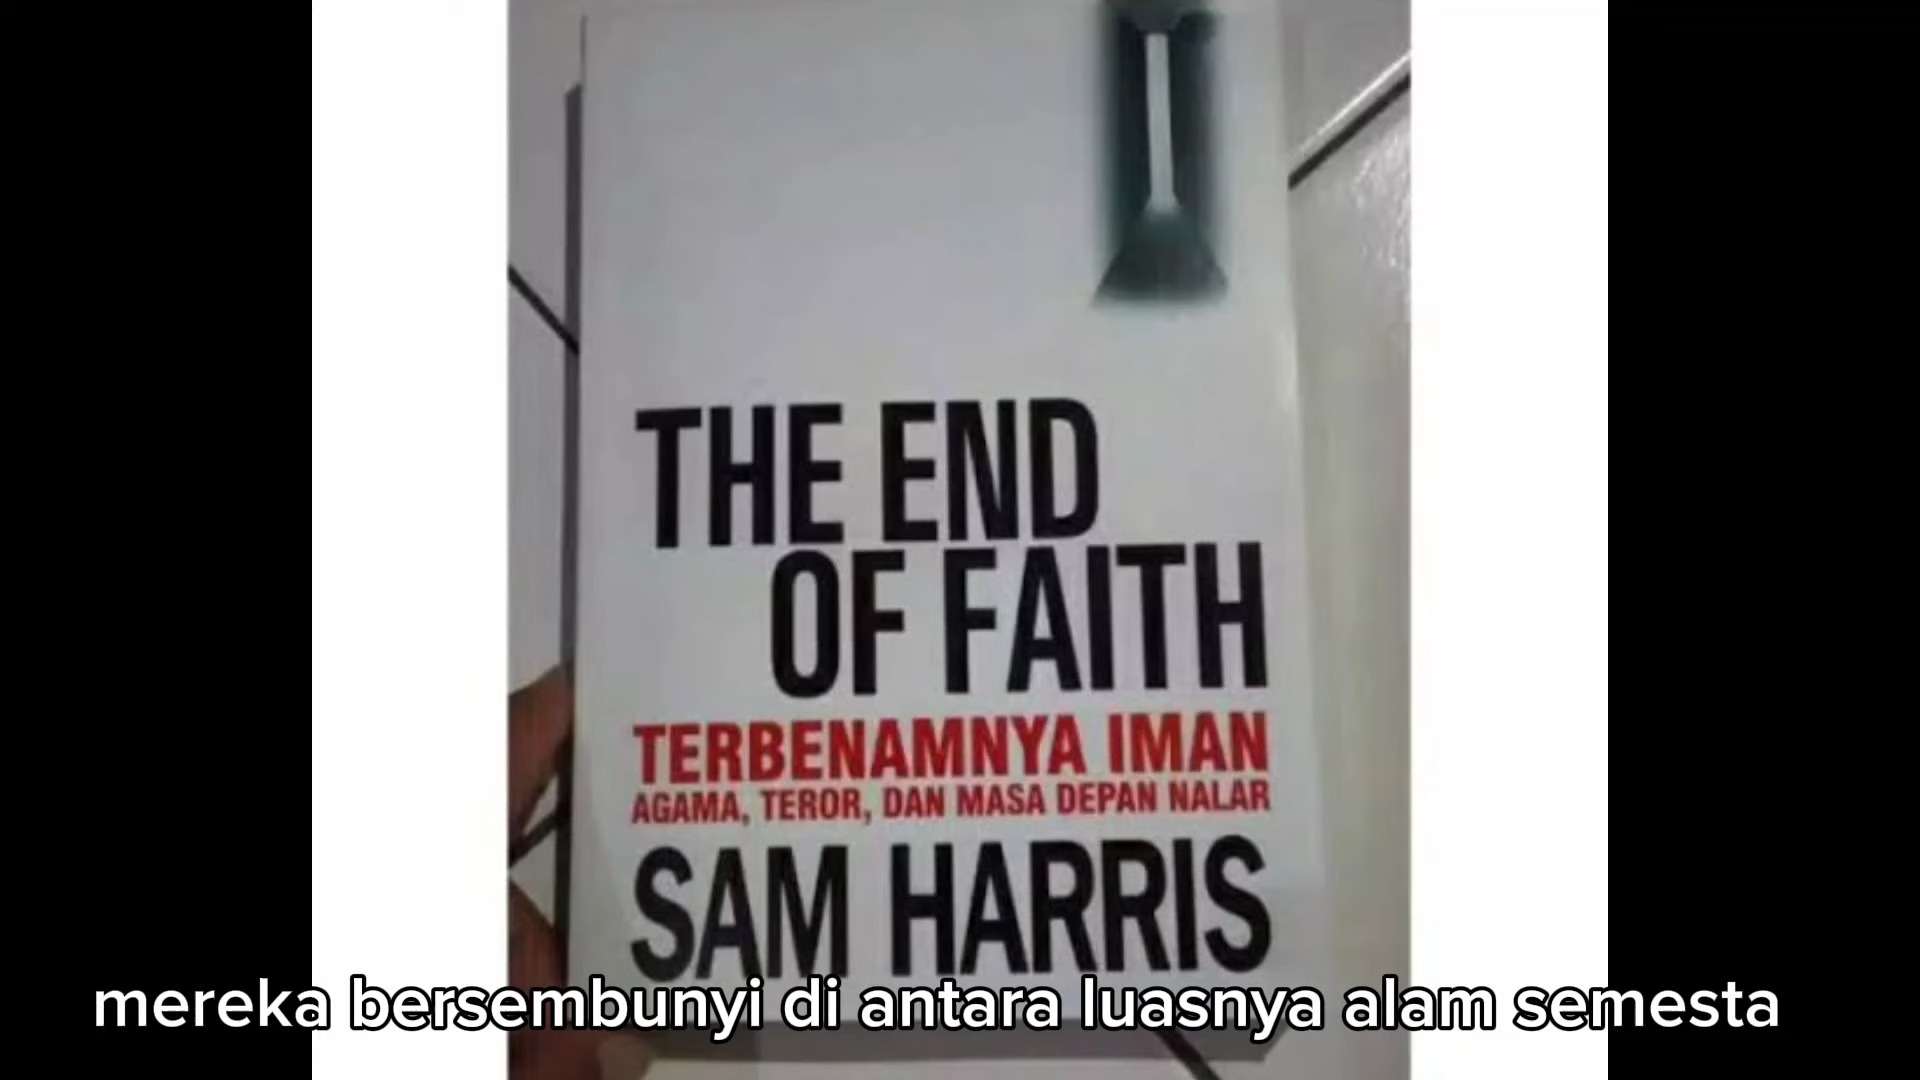 THE END
OF FAITH
TERBENAMNYA IMAN
AGAMA, TEROR, DAN MASA DEPAN NALAR
SAM HARRIS
mereka bersembunyi di antara luasnya alam semesta